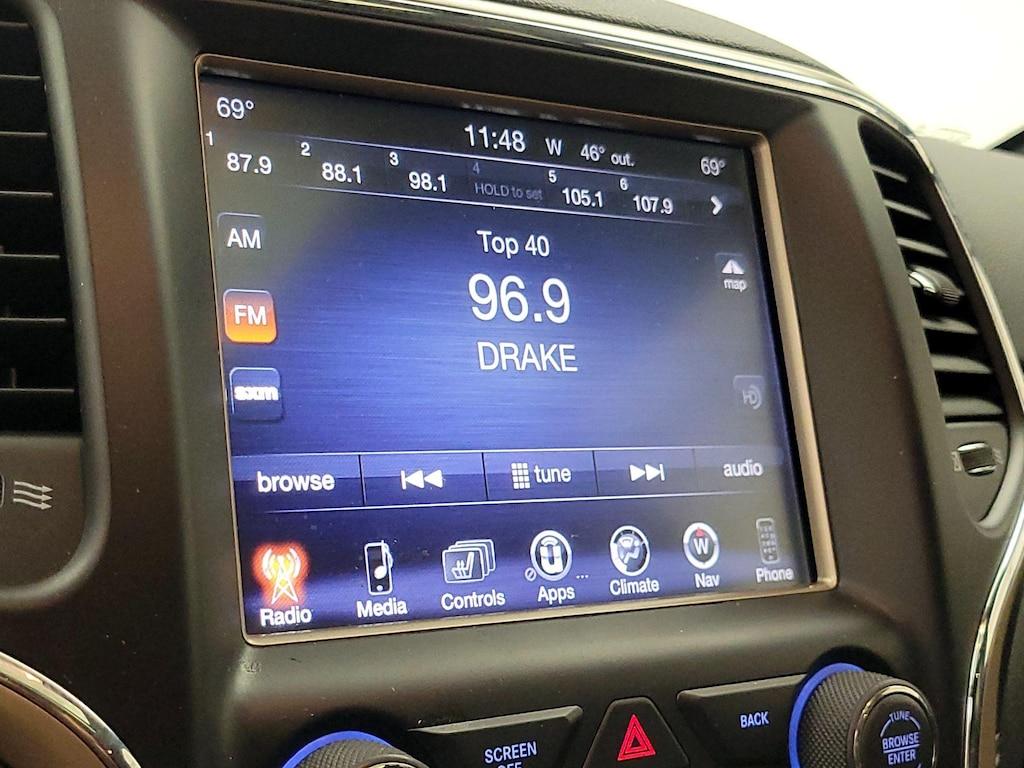 69° 11:48 W 46° out. 69°
1 87.9 2 88.1 3 98.1 4 HOLD to set 5 105.1 6 107.9
AM
Top 40
map
96.9
FM
DRAKE
sxm
HD
browse tune audio
Radio Media Controls Apps ... Climate W Nav Phone
SCREEN
OFF
BACK
TUNE
BROWSE
ENTER